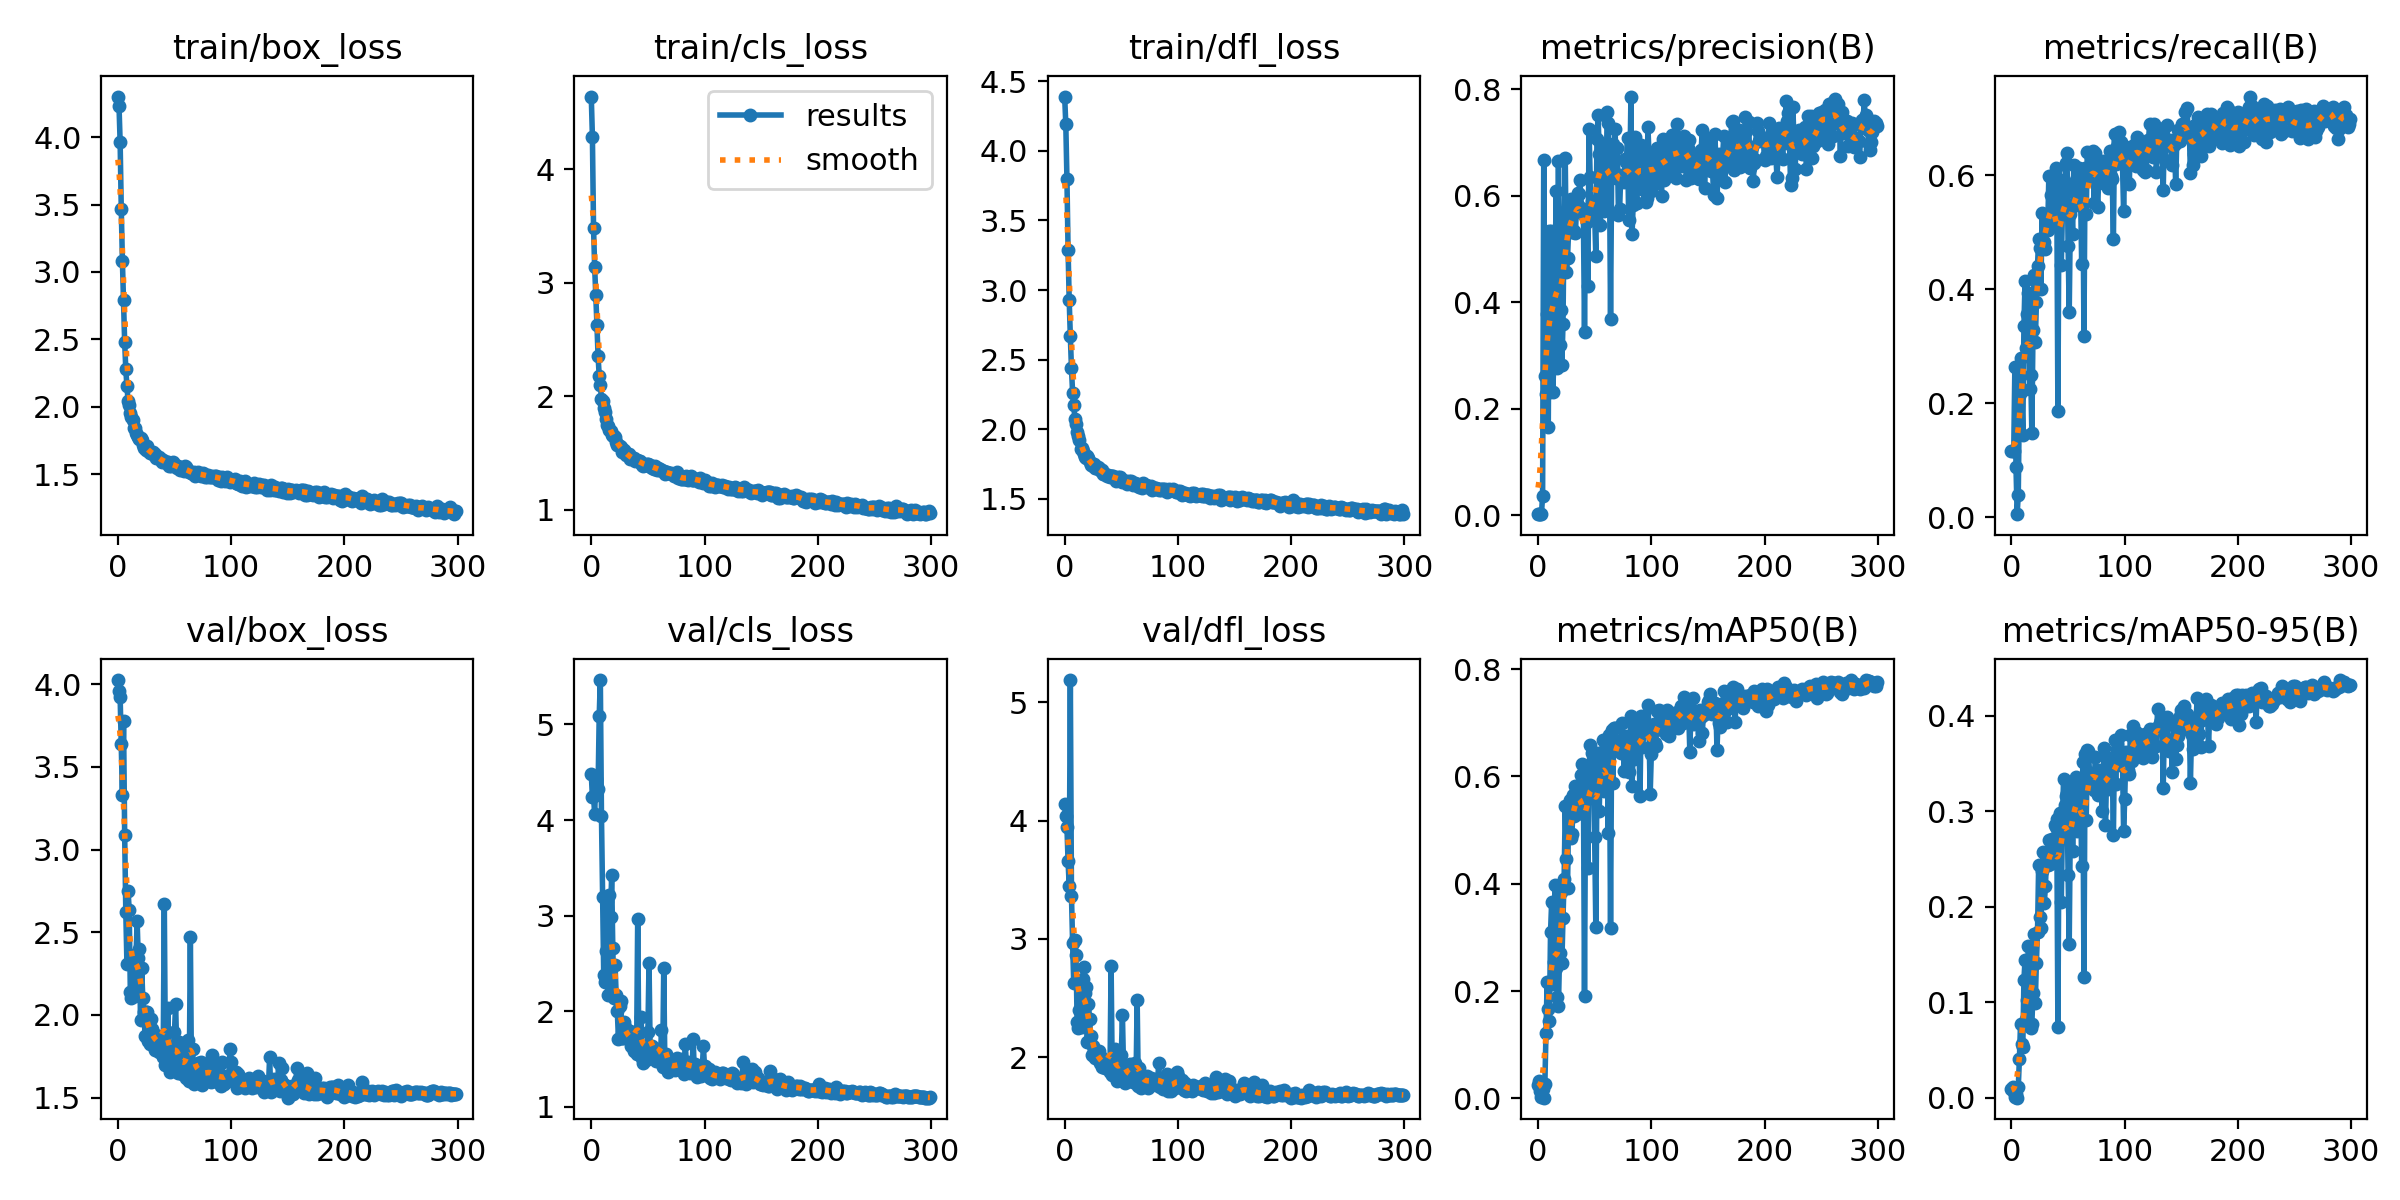 train/box_loss
4.0
3.5
3.0
2.5
2.0
1.5
0 100 200 300
train/cls_loss
results
smooth
4
3
2
1
0 100 200 300
train/dfl_loss
4.5
4.0
3.5
3.0
2.5
2.0
1.5
0 100 200 300
metrics/precision(B)
0.8
0.6
0.4
0.2
0.0
0 100 200 300
metrics/recall(B)
0.6
0.4
0.2
0.0
0 100 200 300
val/box_loss
4.0
3.5
3.0
2.5
2.0
1.5
0 100 200 300
val/cls_loss
5
4
3
2
1
0 100 200 300
val/dfl_loss
5
4
3
2
0 100 200 300
metrics/mAP50(B)
0.8
0.6
0.4
0.2
0.0
0 100 200 300
metrics/mAP50-95(B)
0.4
0.3
0.2
0.1
0.0
0 100 200 300